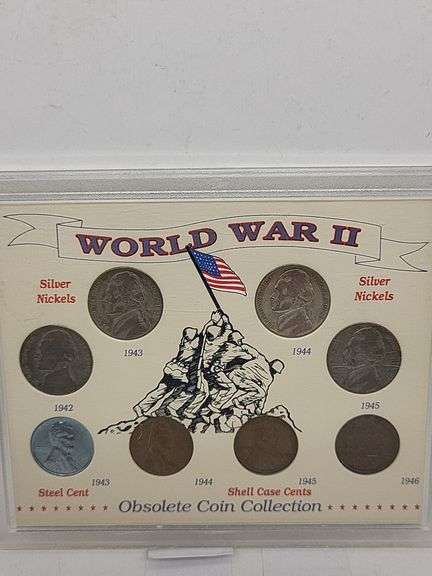 WORLD WAR II
Silver
Nickels
Silver
Nickels
1943
1944
1942
1945
1943
1944
1945
1946
Steel Cent
Shell Case Cents
Obsolete Coin Collection